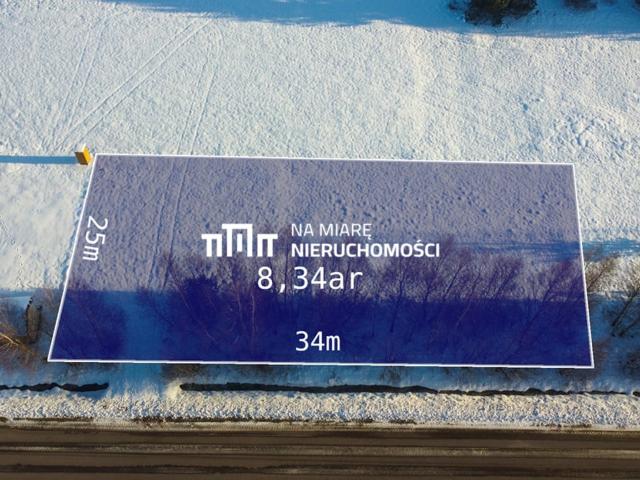 25m
NA MIARĘ
NIERUCHOMOŚCI
8,34ar
34m